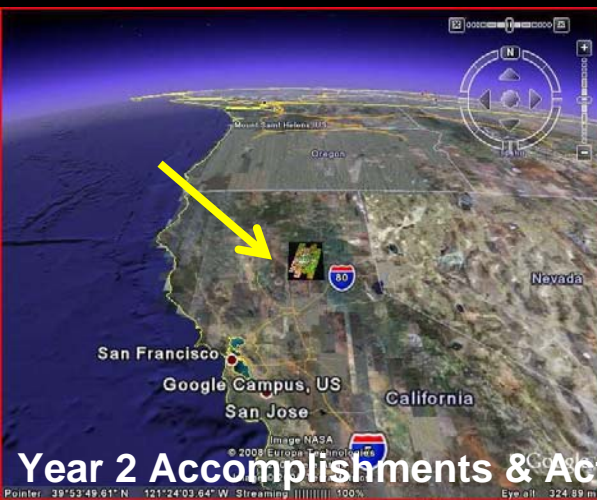 N
Mount Saint Helens, US
Oregon
80
Nevada
San Francisco
Google Campus, US
California
San Jose
Image NASA
© 2008 Europa Technologies
Year 2 Accomplishments & Ac
Pointer 39°53'49.61" N 121°24'03.64" W Streaming 100% Eye alt 324.89 m